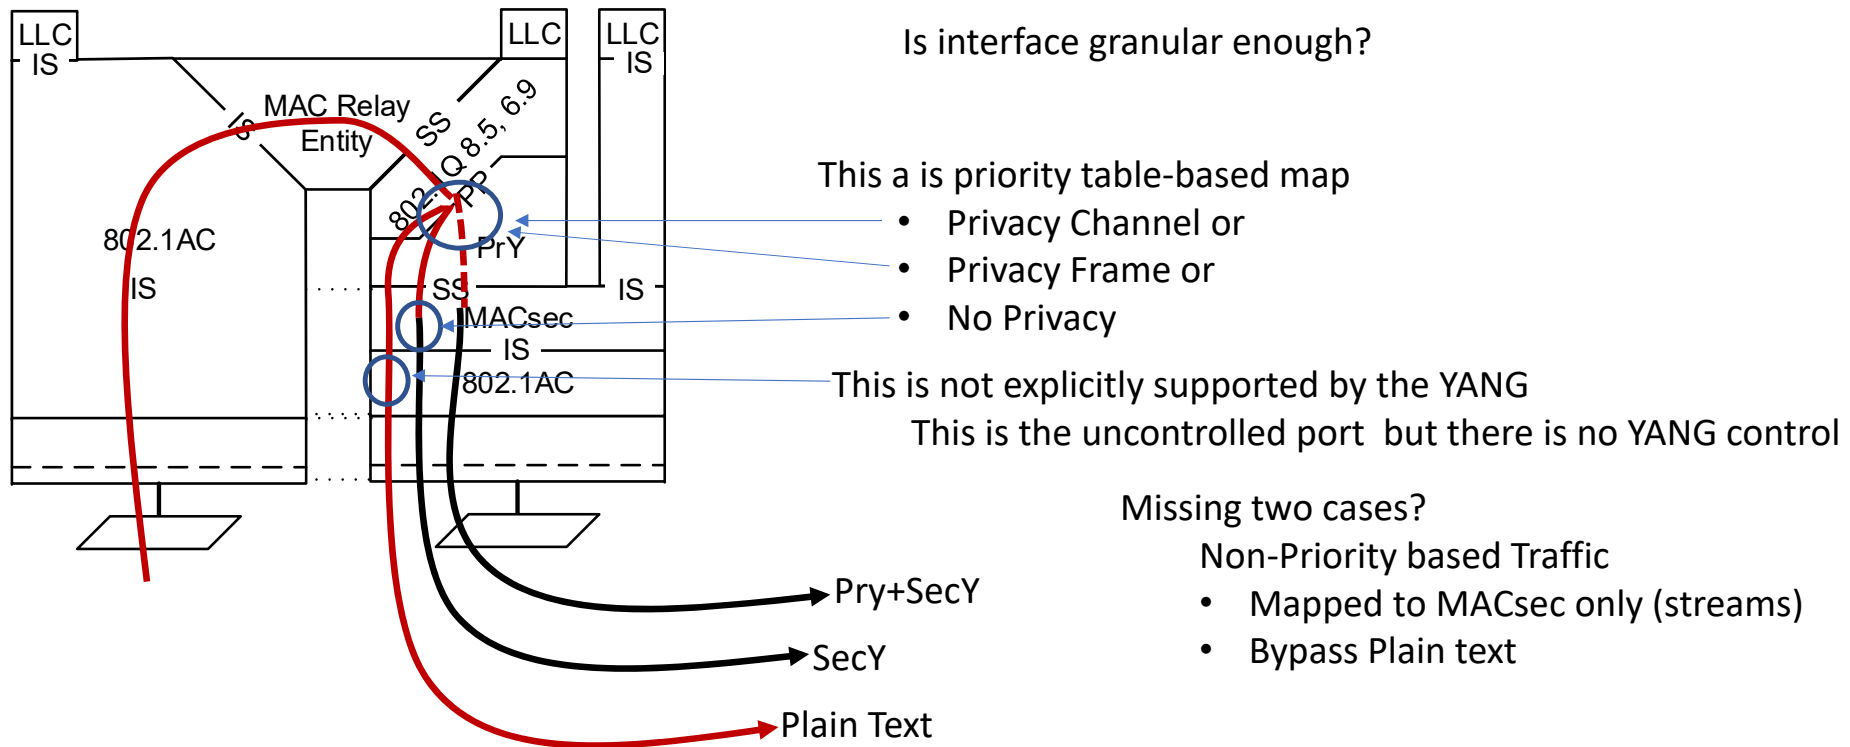 LLC
IS
LLC
LLC
IS
MAC Relay
Entity
IS
SS
802.1Q 8.5, 6.9
PP
802.1AC
IS
PrY
SS
IS
MACsec
IS
802.1AC
Pry+SecY
SecY
Plain Text
Is interface granular enough?
This a is priority table-based map
• Privacy Channel or
• Privacy Frame or
• No Privacy
This is not explicitly supported by the YANG
This is the uncontrolled port but there is no YANG control
Missing two cases?
Non-Priority based Traffic
• Mapped to MACsec only (streams)
• Bypass Plain text